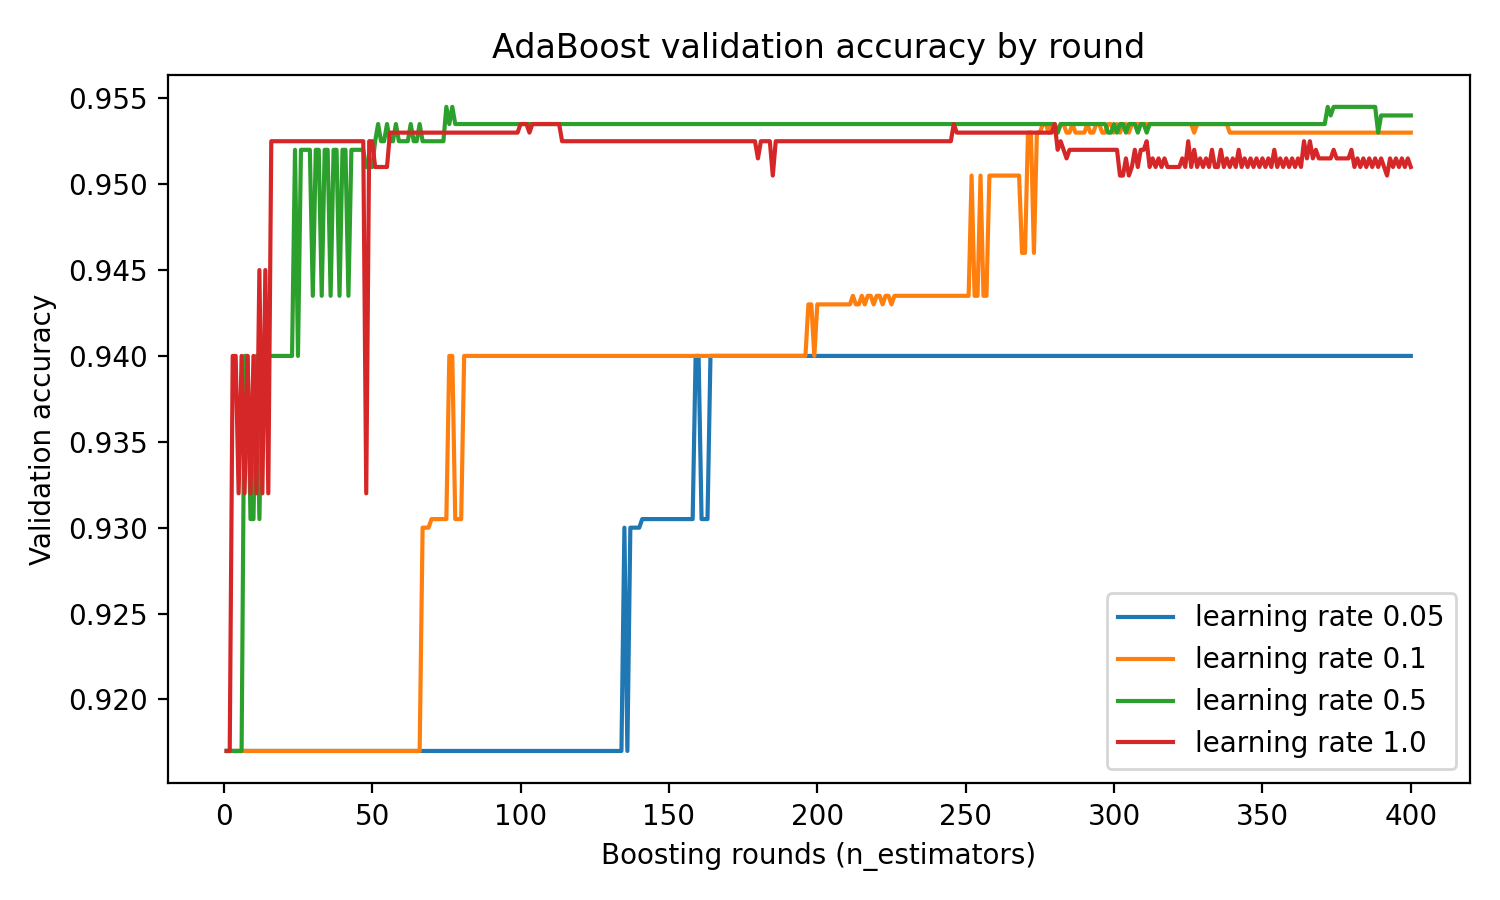 AdaBoost validation accuracy by round
Validation accuracy
0.955
0.950
0.945
0.940
0.935
0.930
0.925
0.920
learning rate 0.05
learning rate 0.1
learning rate 0.5
learning rate 1.0
0 50 100 150 200 250 300 350 400
Boosting rounds (n_estimators)